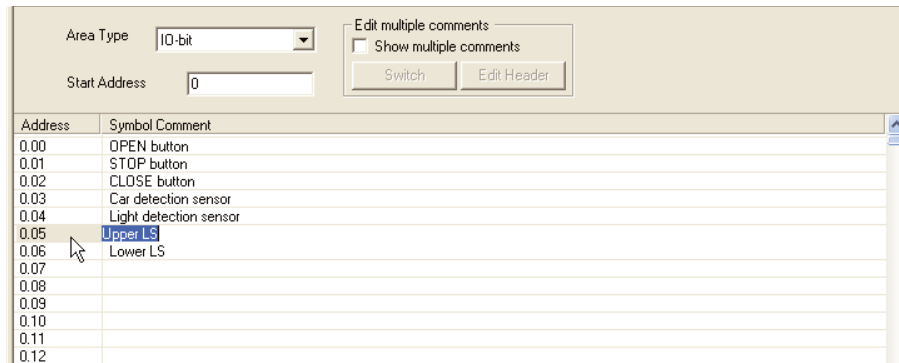 Area Type IO-bit
Edit multiple comments
Show multiple comments
Start Address 0
Switch Edit Header
Address Symbol Comment
0.00 OPEN button
0.01 STOP button
0.02 CLOSE button
0.03 Car detection sensor
0.04 Light detection sensor
0.05 Upper LS
0.06 Lower LS
0.07
0.08
0.09
0.10
0.11
0.12